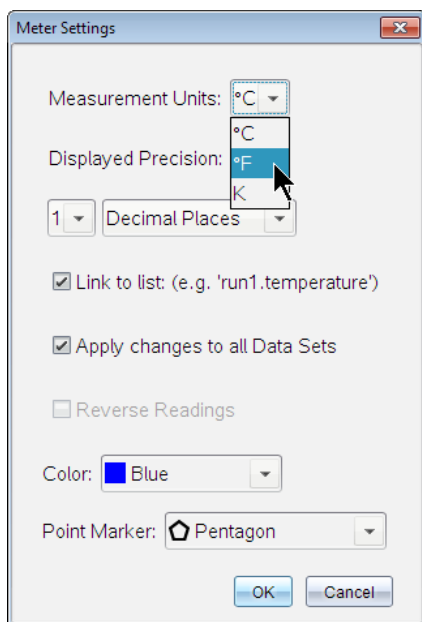 Meter Settings
Measurement Units: °C
°C
Displayed Precision: °F
K
1 Decimal Places
Link to list: (e.g. 'run1.temperature')
Apply changes to all Data Sets
Reverse Readings
Color: Blue
Point Marker: Pentagon
OK Cancel